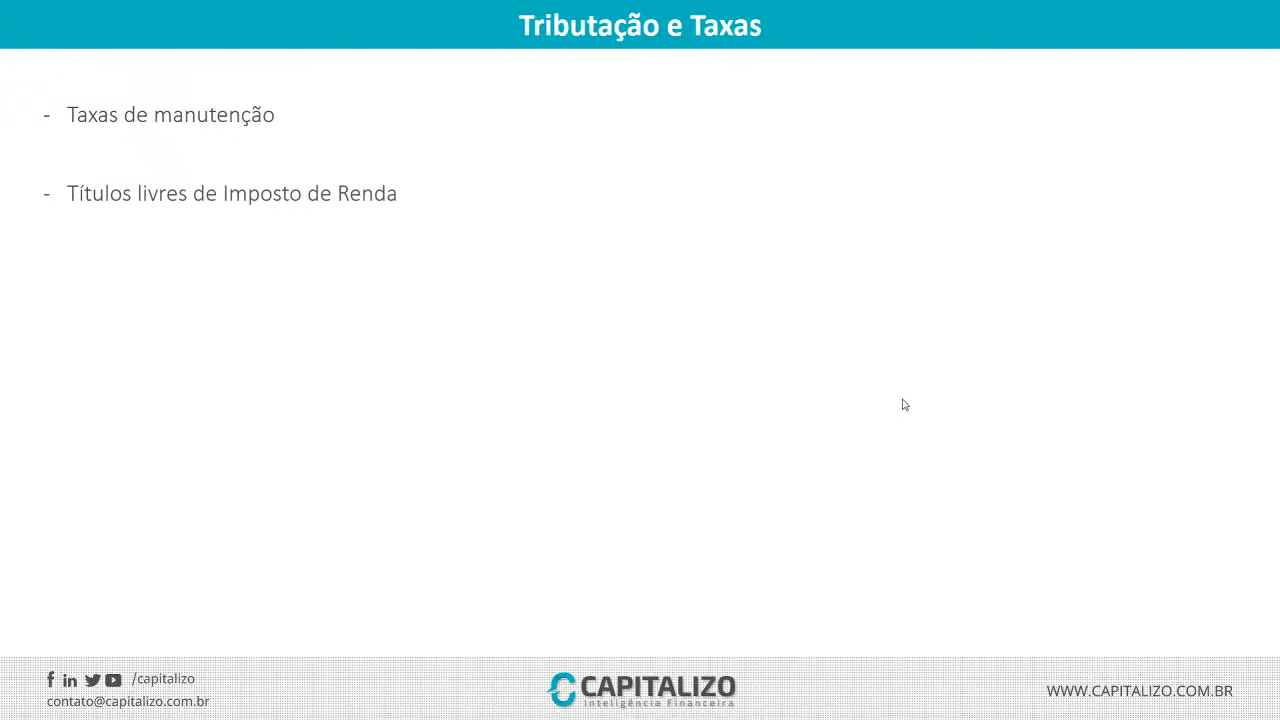 Tributação e Taxas
- Taxas de manutenção
- Títulos livres de Imposto de Renda
/capitalizo
contato@capitalizo.com.br
CAPITALIZO
Inteligência Financeira
WWW.CAPITALIZO.COM.BR